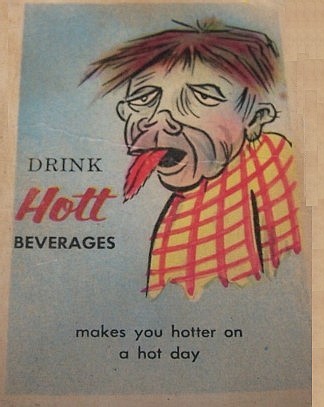 DRINK
Hott
BEVERAGES
makes you hotter on
a hot day